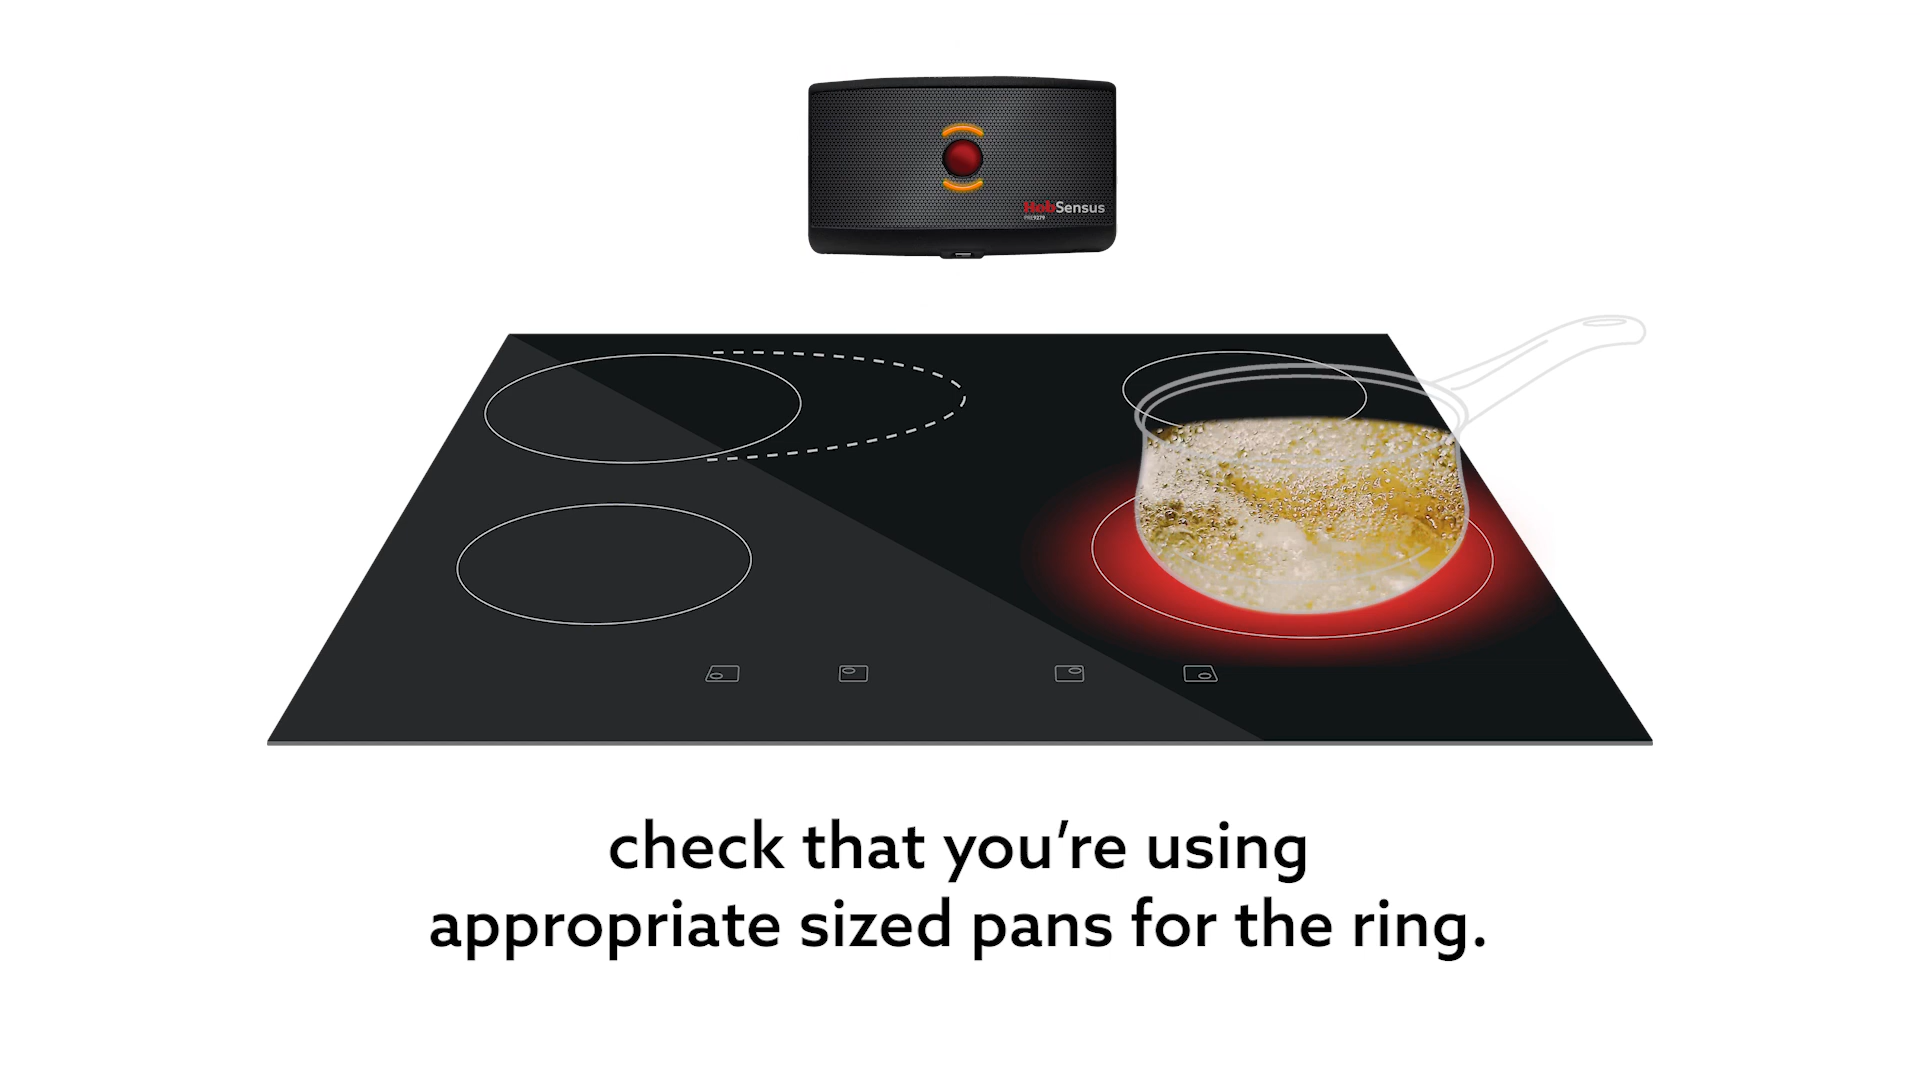 HobSensus
check that you’re using
appropriate sized pans for the ring.